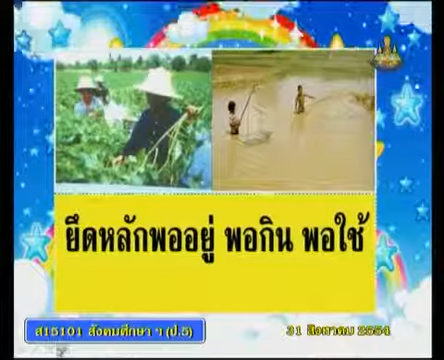 ยึดหลักพออยู่ พอกิน พอใช้
ส15101 สังคมศึกษา ฯ (ป.5)
31 สิงหาคม 2554